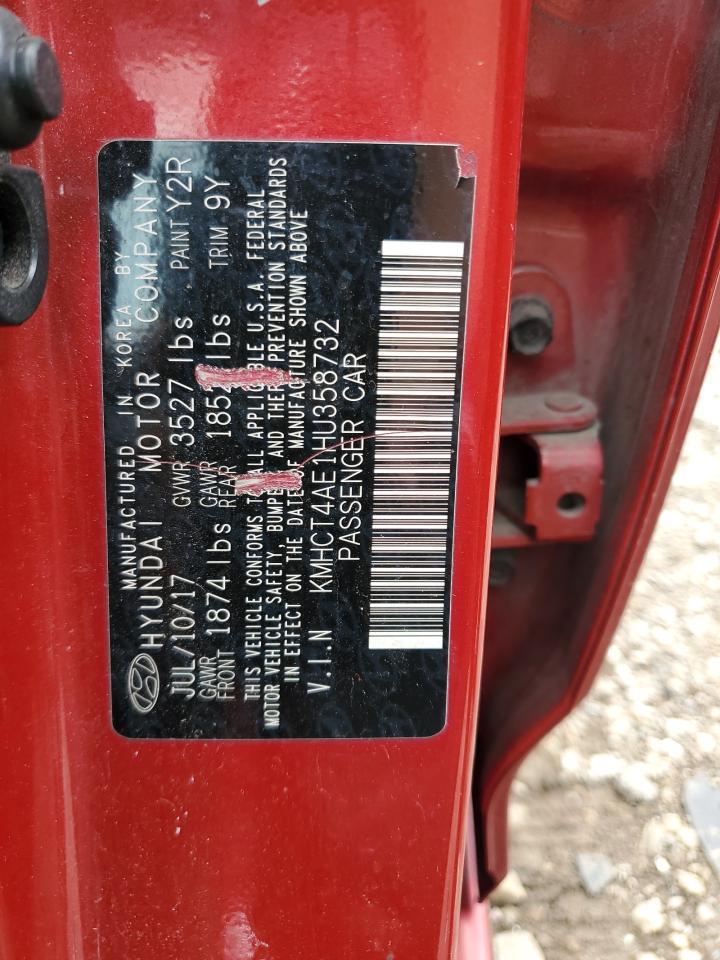 MANUFACTURED IN KOREA BY
HYUNDAI MOTOR COMPANY
JUL/10/17 GVWR 3527 lbs PAINT Y2R
GAWR FRONT 1874 lbs GAWR REAR lbs TRIM 9Y
THIS VEHICLE CONFORMS TO ALL APPLICABLE U.S.A. FEDERAL
MOTOR VEHICLE SAFETY, BUMPER AND THEFT PREVENTION STANDARDS
IN EFFECT ON THE DATE OF MANUFACTURE SHOWN ABOVE
V.I.N KMHCT4AE1HU358732
PASSENGER CAR